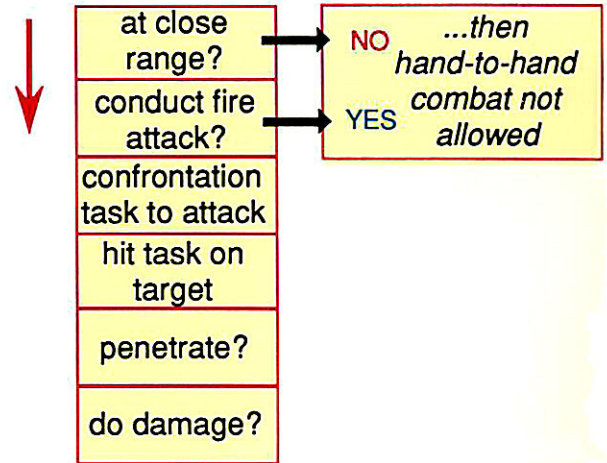 at close
range?
NO
...then
hand-to-hand
combat not
allowed
conduct fire
attack?
YES
confrontation
task to attack
hit task on
target
penetrate?
do damage?